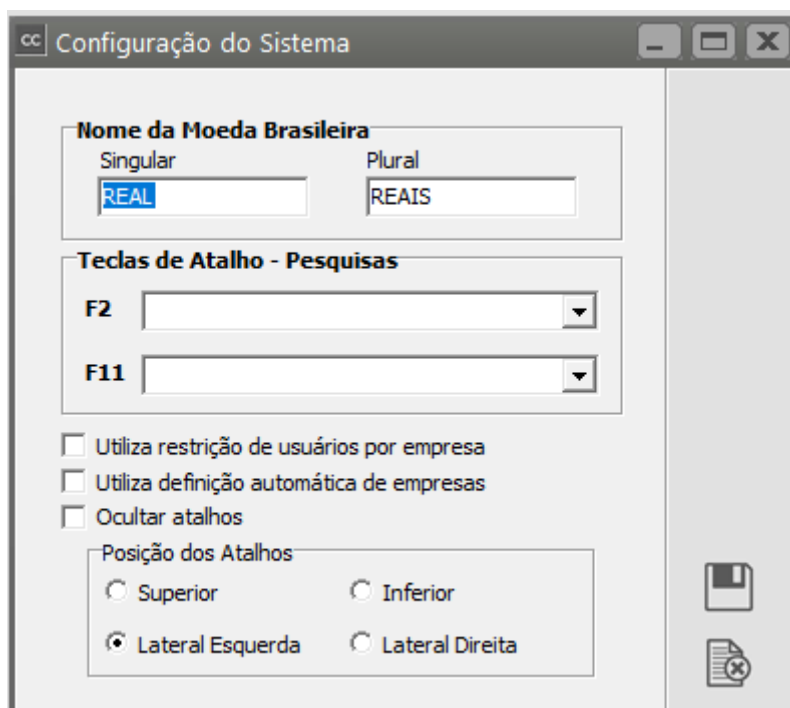 cc Configuração do Sistema
Nome da Moeda Brasileira
Singular Plural
REAL REAIS
Teclas de Atalho - Pesquisas
F2
F11
Utiliza restrição de usuários por empresa
Utiliza definição automática de empresas
Ocultar atalhos
Posição dos Atalhos
Superior Inferior
Lateral Esquerda Lateral Direita